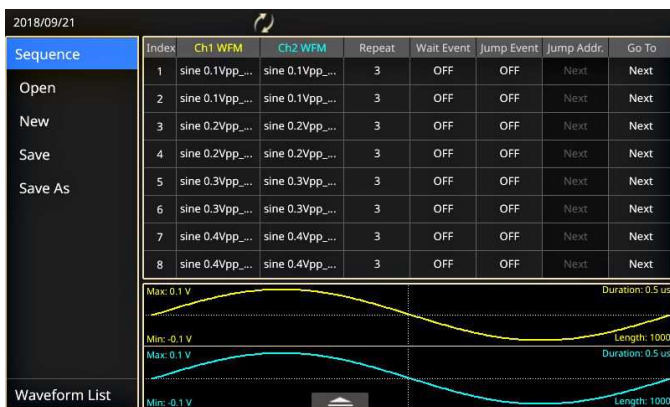 2018/09/21
Sequence
Open
New
Save
Save As
Waveform List
Index Ch1 WFM Ch2 WFM Repeat Wait Event Jump Event Jump Addr. Go To
1 sine 0.1Vpp_... sine 0.1Vpp_... 3 OFF OFF Next Next
2 sine 0.1Vpp_... sine 0.1Vpp_... 3 OFF OFF Next Next
3 sine 0.2Vpp_... sine 0.2Vpp_... 3 OFF OFF Next Next
4 sine 0.2Vpp_... sine 0.2Vpp_... 3 OFF OFF Next Next
5 sine 0.3Vpp_... sine 0.3Vpp_... 3 OFF OFF Next Next
6 sine 0.3Vpp_... sine 0.3Vpp_... 3 OFF OFF Next Next
7 sine 0.4Vpp_... sine 0.4Vpp_... 3 OFF OFF Next Next
8 sine 0.4Vpp_... sine 0.4Vpp_... 3 OFF OFF Next Next
Max: 0.1 V Duration: 0.5 us
Min: -0.1 V Length: 1000
Max: 0.1 V Duration: 0.5 us
Min: -0.1 V Length: 1000